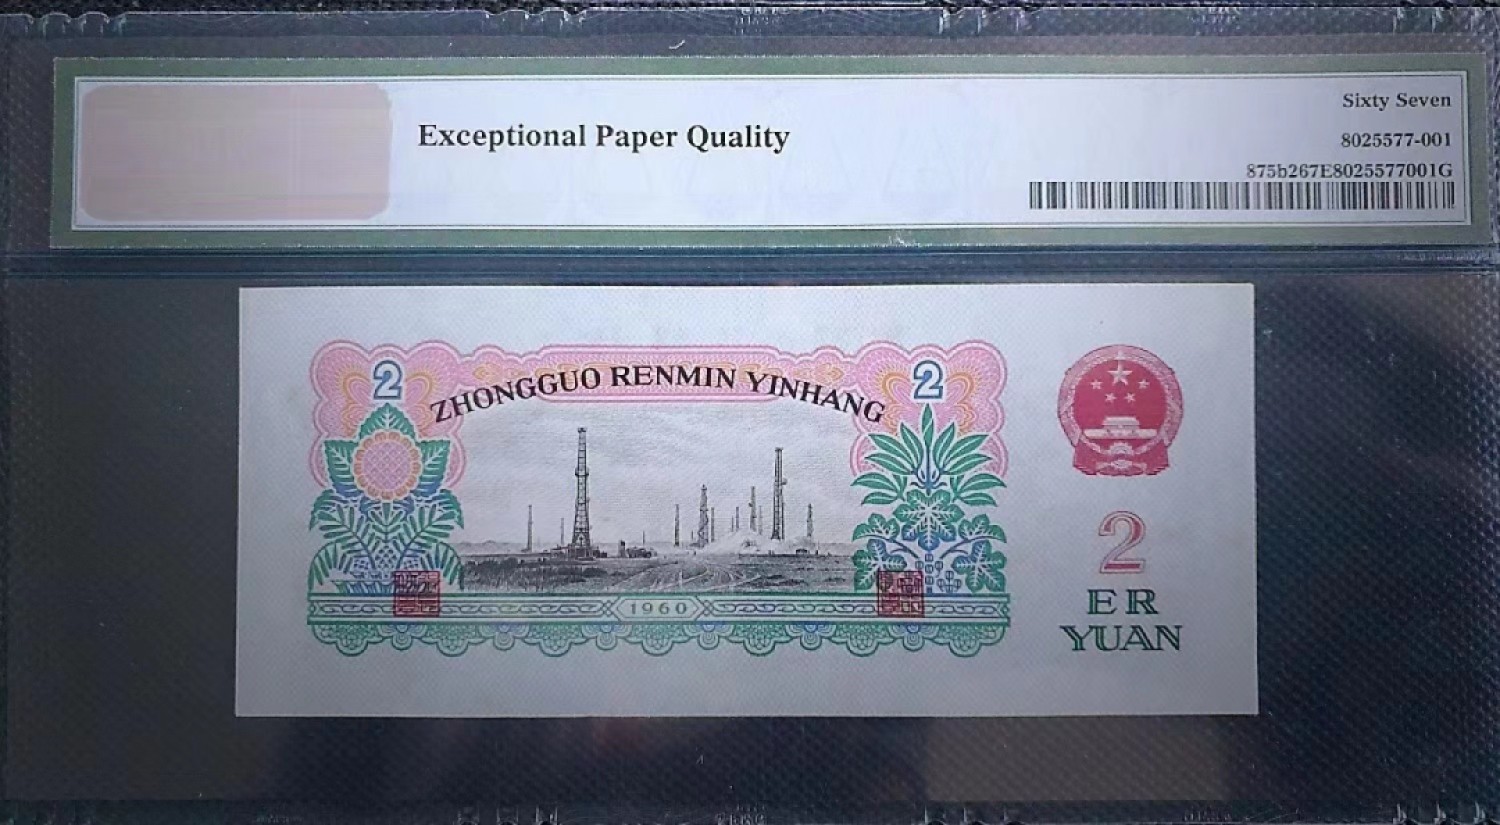 Sixty Seven
Exceptional Paper Quality
8025577-001
875b267E8025577001G
2
2
ZHONGGUO RENMIN YINHANG
1960
2
ER
YUAN